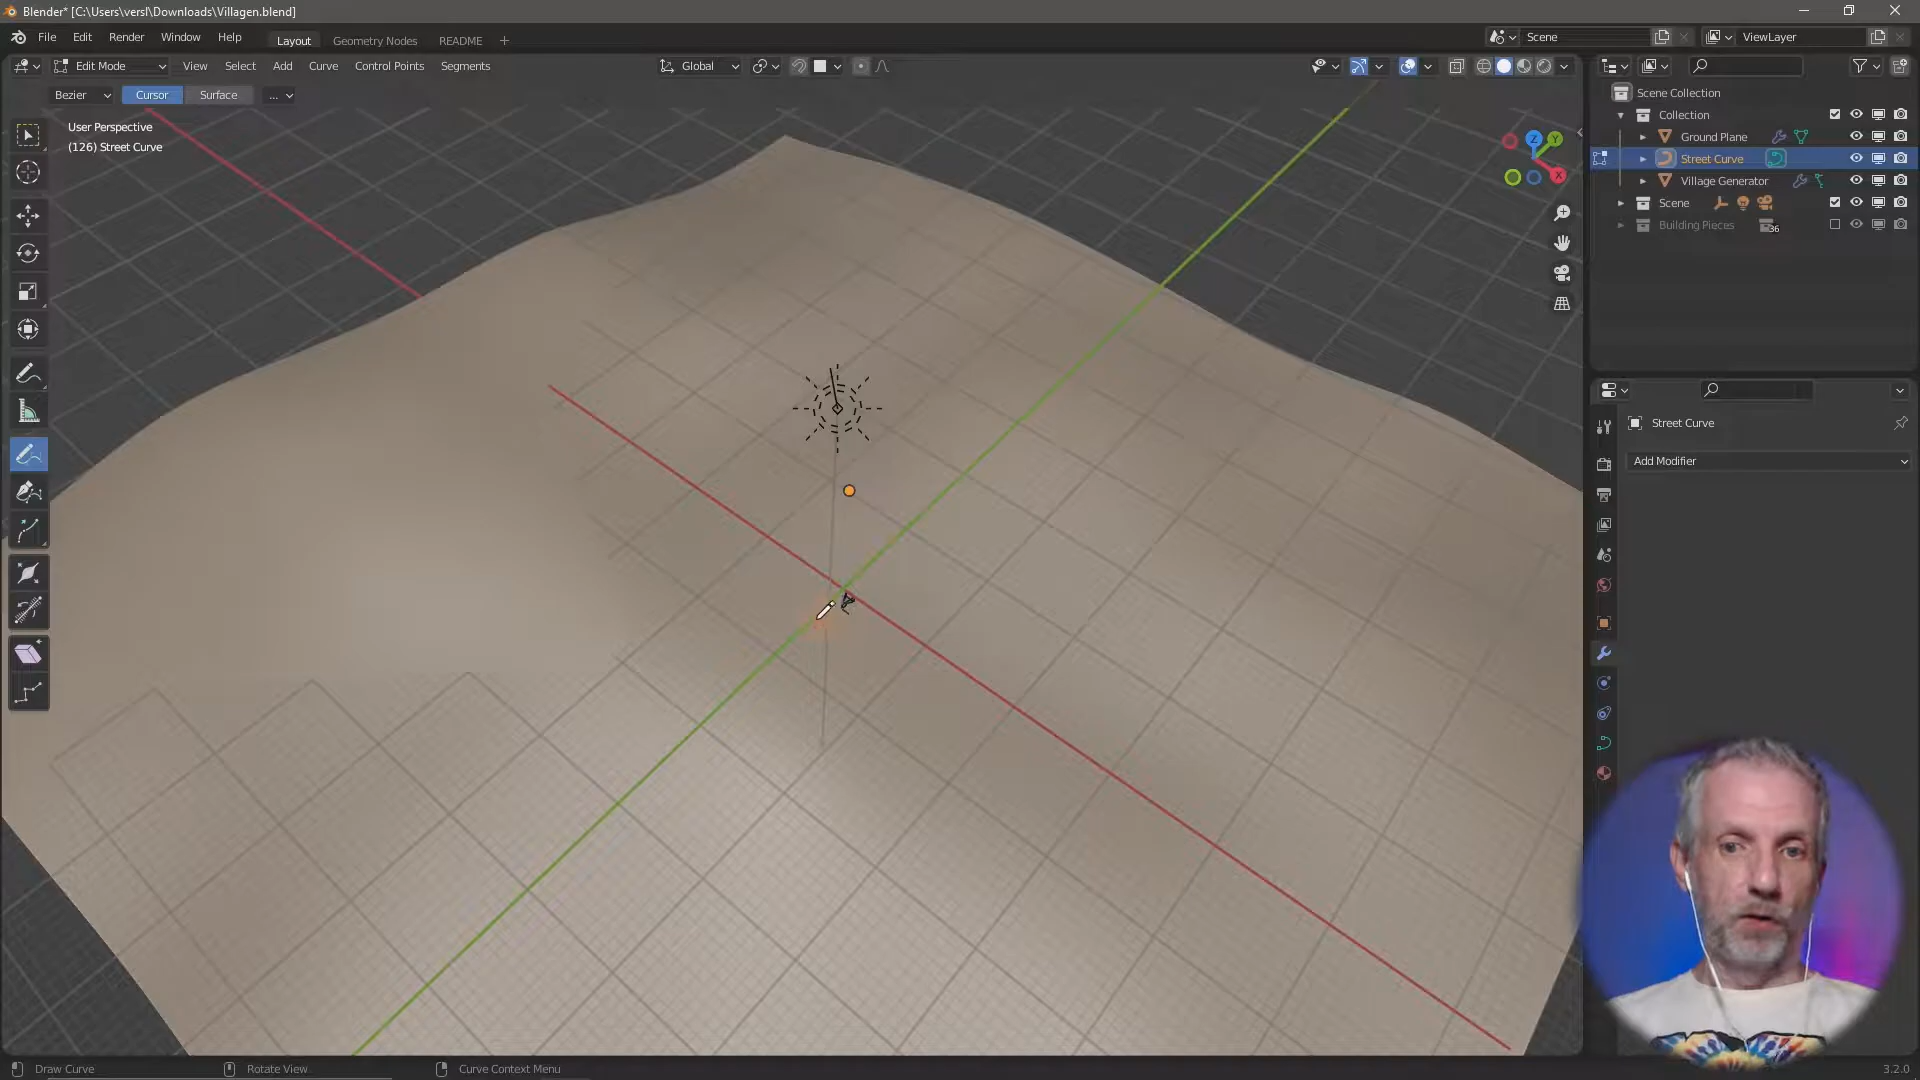 Blender* [C:\Users\versl\Downloads\Villagen.blend]
File Edit Render Window Help Layout Geometry Nodes README + Scene ViewLayer
Edit Mode View Select Add Curve Control Points Segments Global
Bezier Cursor Surface ...
User Perspective
(126) Street Curve
Z Y X
Scene Collection
Collection
Ground Plane
Street Curve
Village Generator
Scene
Building Pieces 36
Street Curve
Add Modifier
Draw Curve Rotate View Curve Context Menu 3.2.0